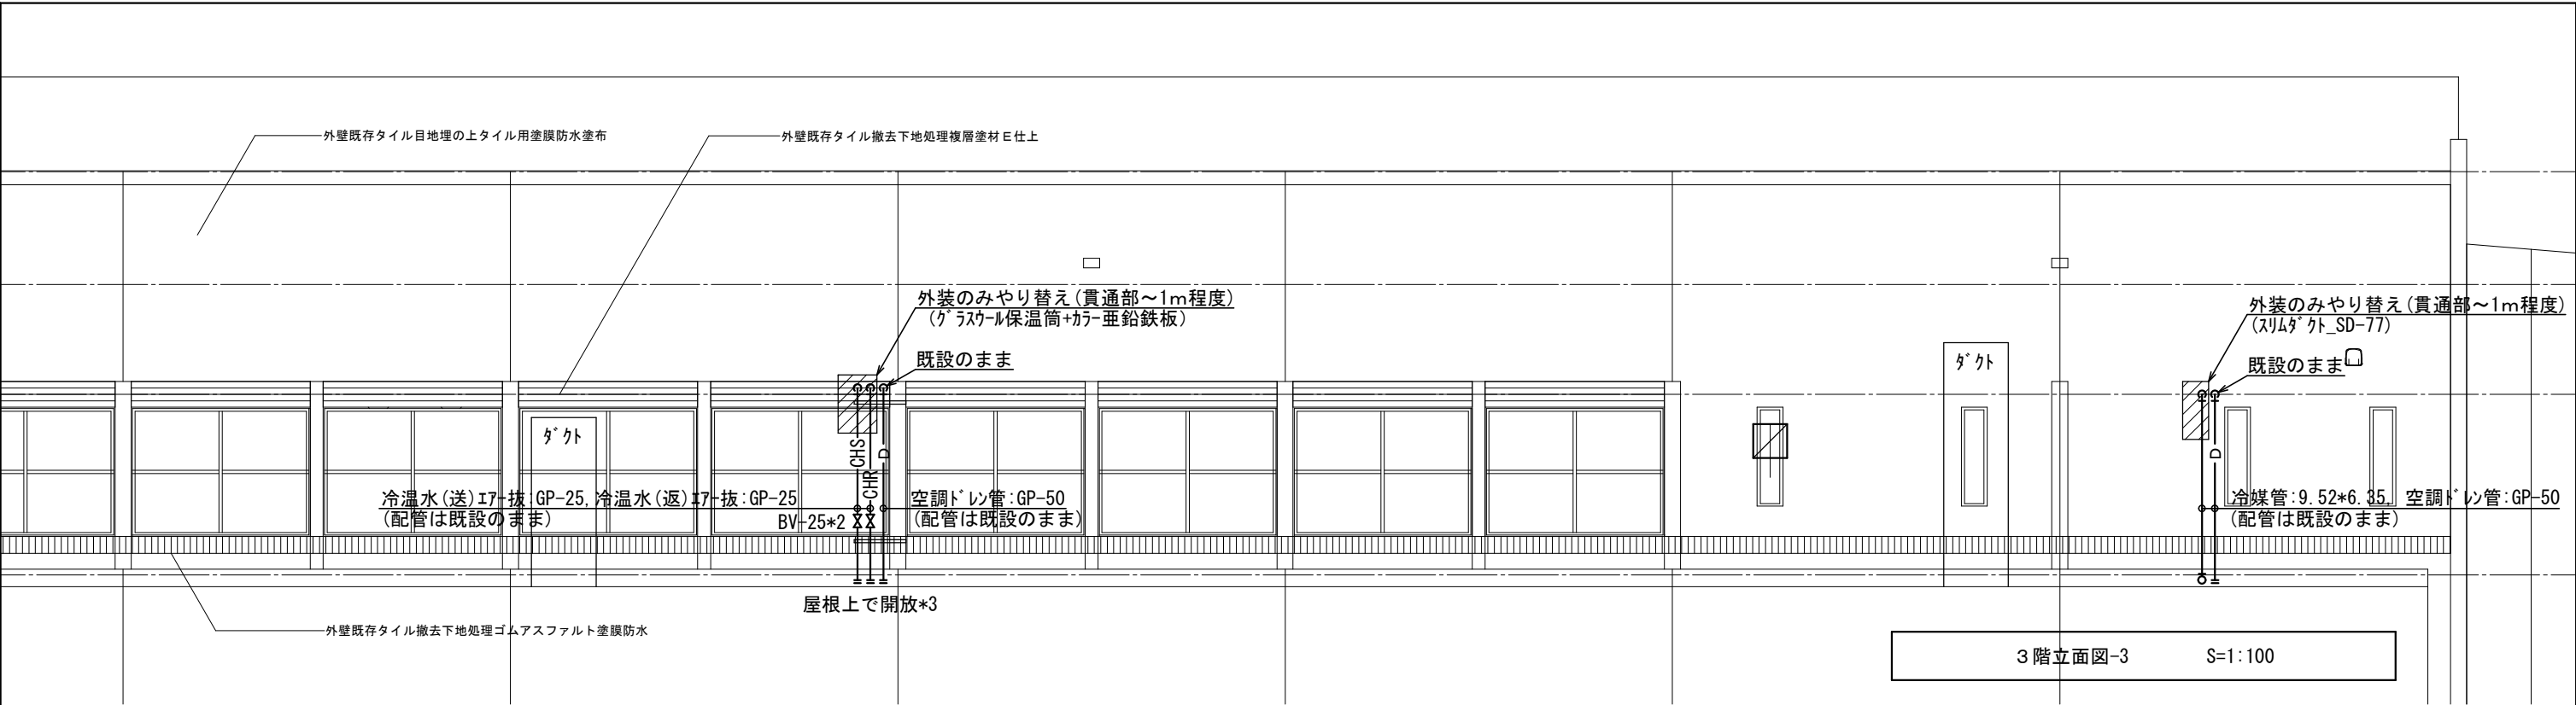 外壁既存タイル目地埋の上タイル用塗膜防水塗布
外壁既存タイル撤去下地処理複層塗材E仕上
外装のみやり替え(貫通部～1m程度)
(グラスウール保温筒+カラー亜鉛鉄板)
既設のまま
外装のみやり替え(貫通部～1m程度)
(スリムダクト_SD-77)
既設のまま
ダクト
ダクト
CHS
CHR
D
D
冷温水(送)エアー抜:GP-25, 冷温水(返)エアー抜:GP-25
(配管は既設のまま)
BV-25*2
空調ドレン管:GP-50
(配管は既設のまま)
冷媒管:9.52*6.35, 空調ドレン管:GP-50
(配管は既設のまま)
屋根上で開放*3
外壁既存タイル撤去下地処理ゴムアスファルト塗膜防水
3階立面図-3 S=1:100